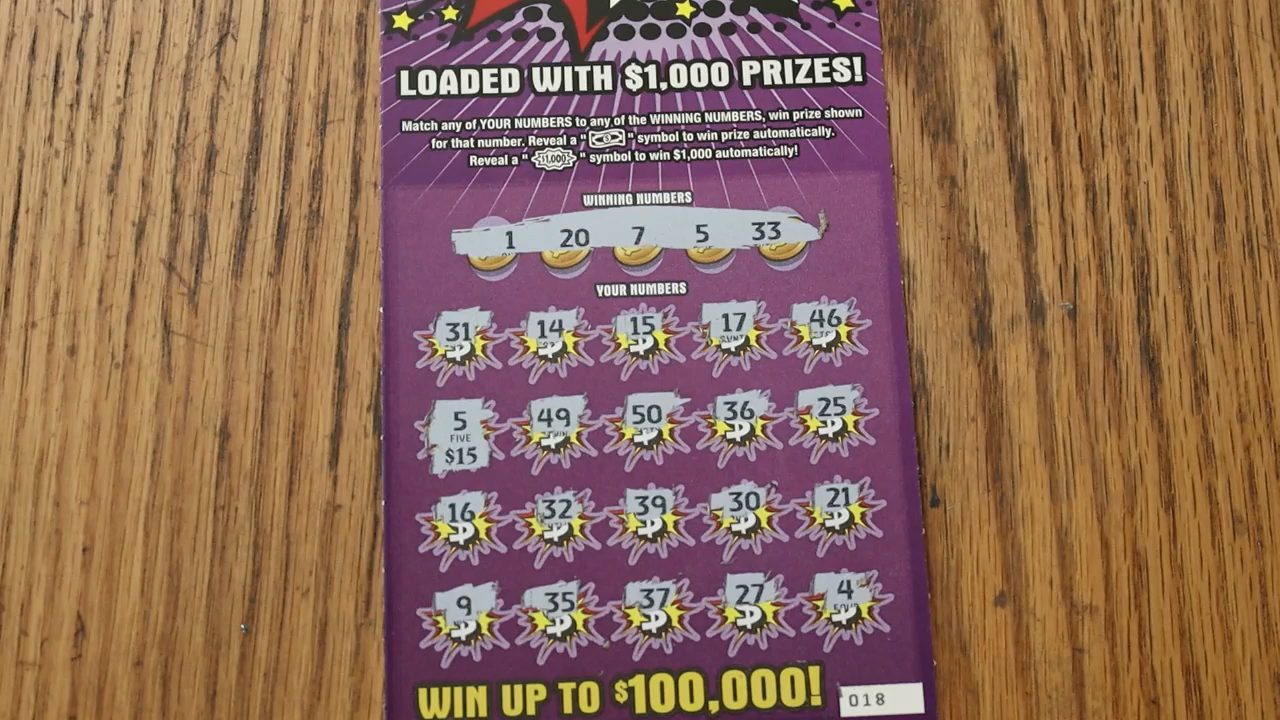 LOADED WITH $1,000 PRIZES!
Match any of YOUR NUMBERS to any of the WINNING NUMBERS, win prize shown
for that number. Reveal a " " symbol to win prize automatically.
Reveal a " $1,000 " symbol to win $1,000 automatically!
WINNING NUMBERS
1 20 7 5 33
YOUR NUMBERS
31 14 15 17 46
5 49 50 36 25
FIVE
$15
16 32 39 30 21
9 35 37 27 4
WIN UP TO $100,000!
018